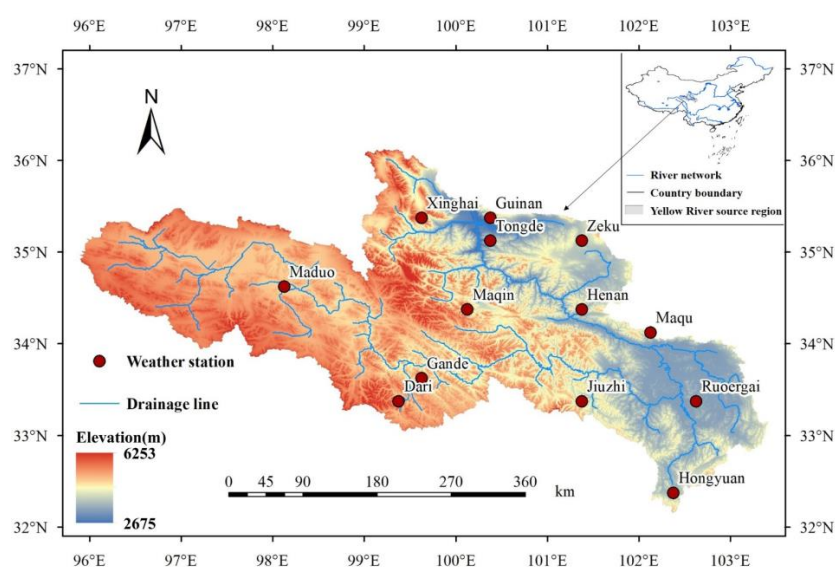 96°E 97°E 98°E 99°E 100°E 101°E 102°E 103°E
37°N
37°N
N
River network
Country boundary
Yellow River source region
36°N
36°N
Xinghai
Guinan
Tongde
Zeku
35°N
35°N
Maduo
Maqin
Henan
Maqu
34°N
34°N
Weather station
Gande
Dari
Jiuzhi
Ruoergai
Drainage line
33°N
33°N
Elevation(m)
6253
2675
0 45 90 180 270 360
km
Hongyuan
32°N
32°N
96°E 97°E 98°E 99°E 100°E 101°E 102°E 103°E